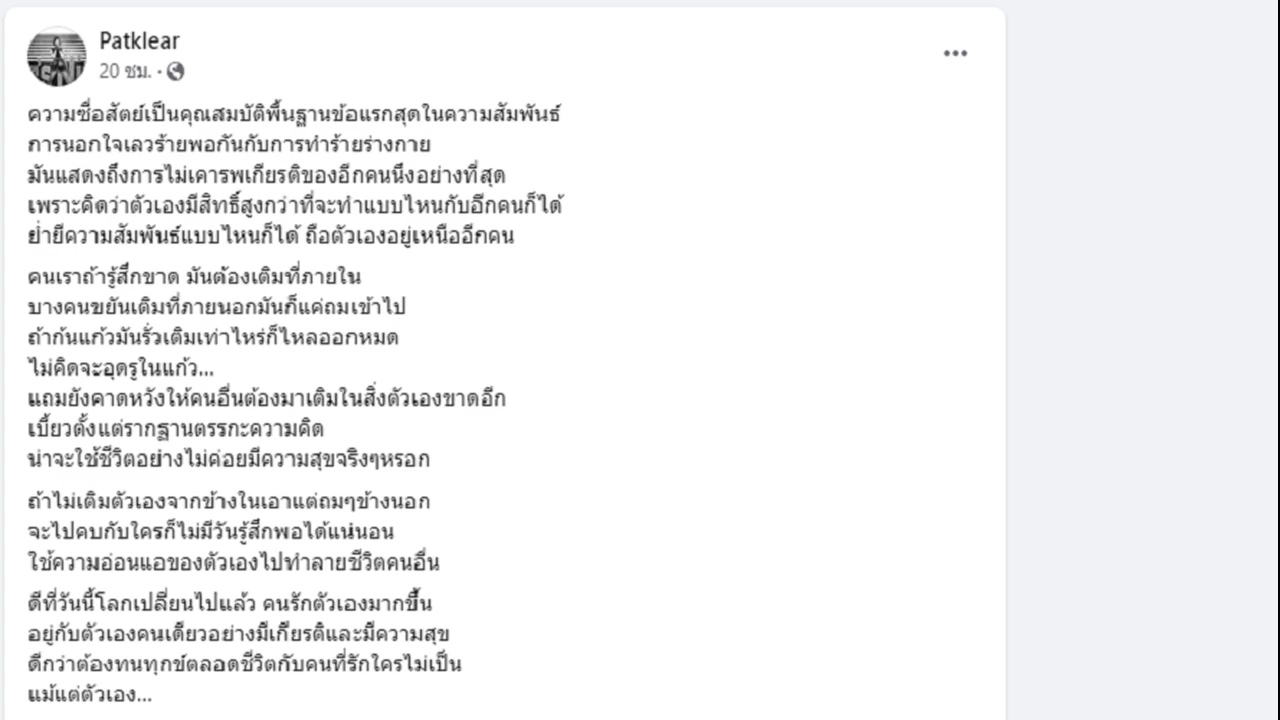 Patklear
20 ชม. ·
ความซื่อสัตย์เป็นคุณสมบัติพื้นฐานข้อแรกสุดในความสัมพันธ์
การนอกใจเลวร้ายพอกันกับการทำร้ายร่างกาย
มันแสดงถึงการไม่เคารพเกียรติของอีกคนนึงอย่างที่สุด
เพราะคิดว่าตัวเองมีสิทธิ์สูงกว่าที่จะทำแบบไหนกับอีกคนก็ได้
ย่ำยีความสัมพันธ์แบบไหนก็ได้ ถือตัวเองอยู่เหนืออีกคน
คนเราถ้ารู้สึกขาด มันต้องเติมที่ภายใน
บางคนขยันเติมที่ภายนอกมันก็แค่ถมเข้าไป
ถ้าก้นแก้วมันรั่วเติมเท่าไหร่ก็ไหลออกหมด
ไม่คิดจะอุดรูในแก้ว...
แถมยังคาดหวังให้คนอื่นต้องมาเติมในสิ่งตัวเองขาดอีก
เบี้ยวตั้งแต่รากฐานตรรกะความคิด
น่าจะใช้ชีวิตอย่างไม่ค่อยมีความสุขจริงๆหรอก
ถ้าไม่เติมตัวเองจากข้างในเอาแต่ถมๆข้างนอก
จะไปคบกับใครก็ไม่มีวันรู้สึกพอได้แน่นอน
ใช้ความอ่อนแอของตัวเองไปทำลายชีวิตคนอื่น
ดีที่วันนี้โลกเปลี่ยนไปแล้ว คนรักตัวเองมากขึ้น
อยู่กับตัวเองคนเดียวอย่างมีเกียรติและมีความสุข
ดีกว่าต้องทนทุกข์ตลอดชีวิตกับคนที่รักใครไม่เป็น
แม้แต่ตัวเอง...